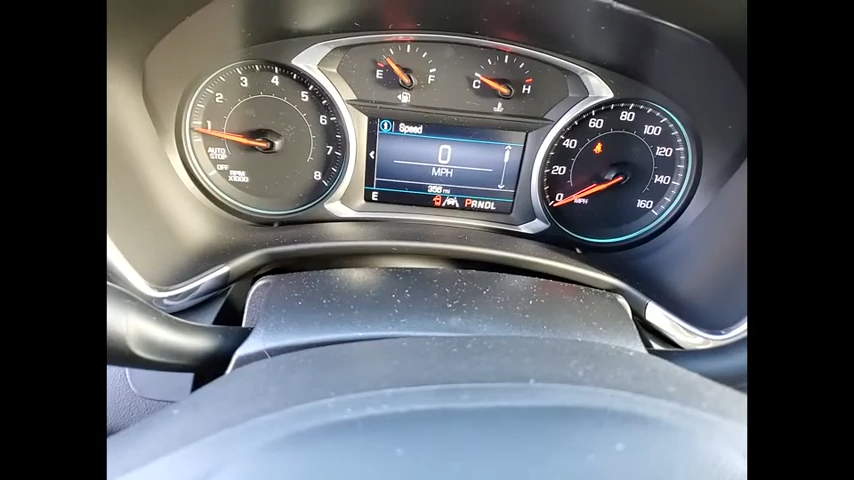 1 2 3 4 5 6 7 8
AUTO
STOP
OFF
RPM
X1000
E F
C H
Speed
0
MPH
356 mi
E
PRNDL
0 20 40 60 80 100 120 140 160
MPH